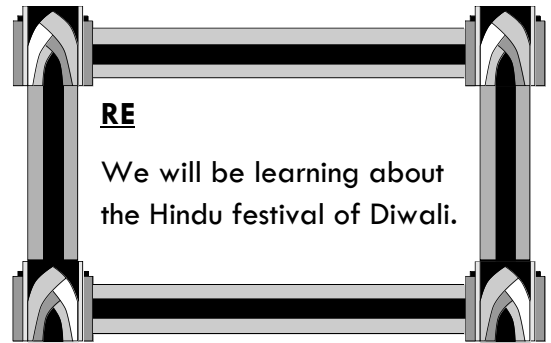 RE
We will be learning about
the Hindu festival of Diwali.